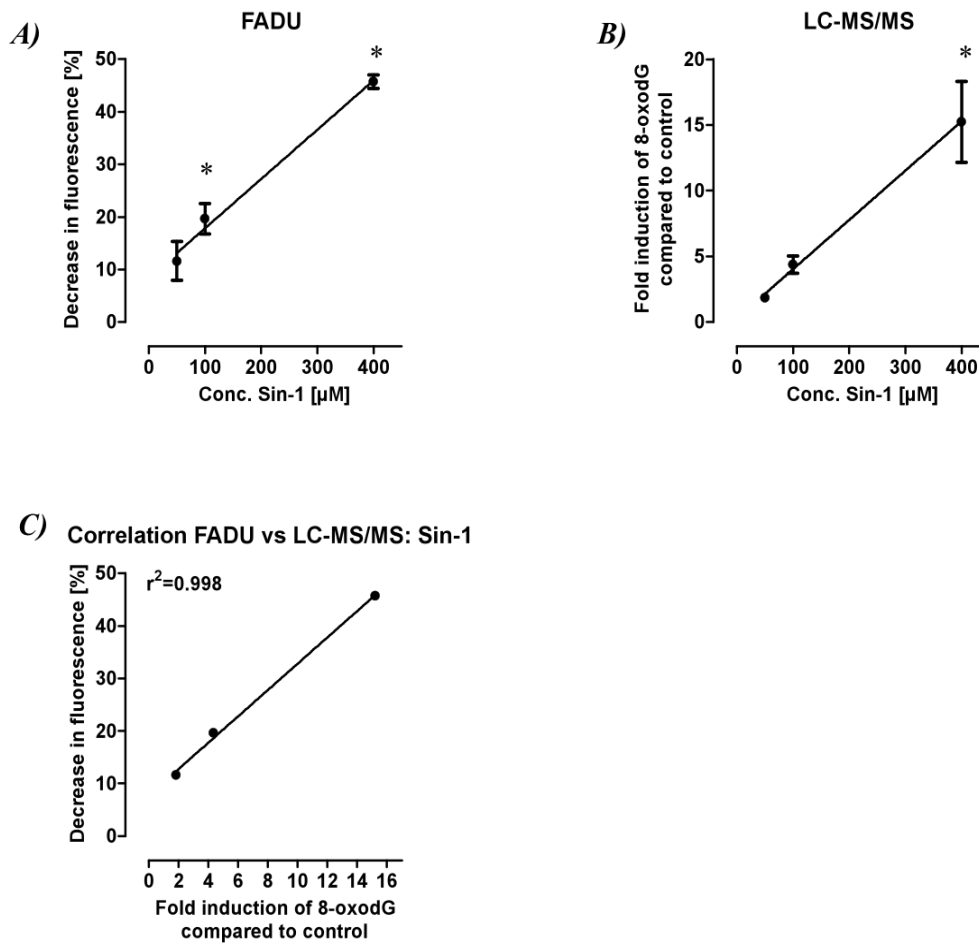 A)
FADU
Decrease in fluorescence [%]
50
40
30
20
10
0
*
*
0 100 200 300 400
Conc. Sin-1 [µM]
B)
LC-MS/MS
Fold induction of 8-oxodG
compared to control
20
15
10
5
0
*
0 100 200 300 400
Conc. Sin-1 [µM]
C)
Correlation FADU vs LC-MS/MS: Sin-1
r²=0.998
Decrease in fluorescence [%]
50
40
30
20
10
0
0 2 4 6 8 10 12 14 16
Fold induction of 8-oxodG
compared to control